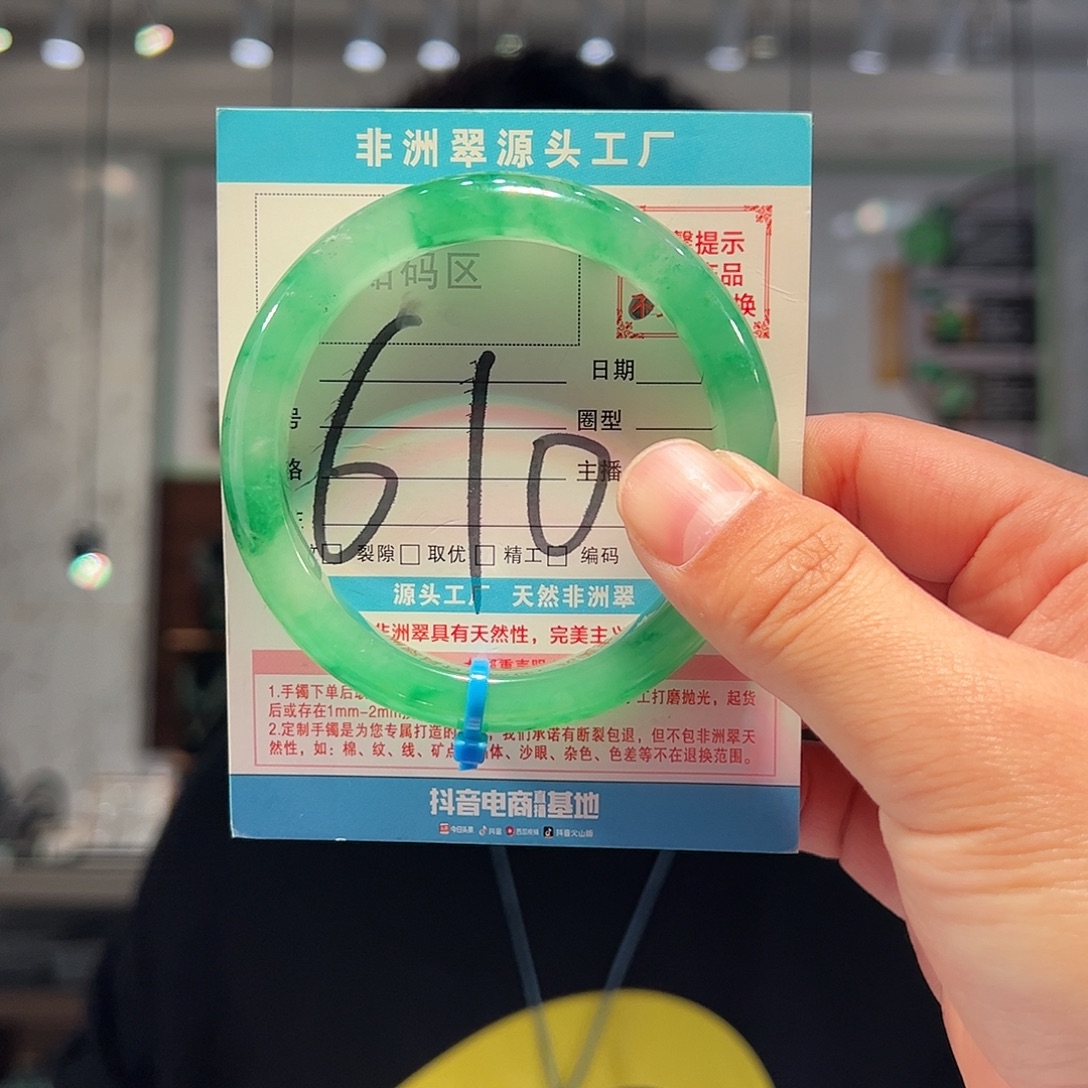 非洲翠源头工厂
码区
提示
品
换
610
日期
号
圈型
主播
裂隙 取优 精工 编码
源头工厂 天然非洲翠
非洲翠具有天然性，完美主义
1.手镯下单后 工打磨抛光，起货
后或存在1mm-2mm
2.定制手镯是为您专属打造的 我们承诺有断裂包退，但不包非洲翠天
然性，如：棉、纹、线、矿点 体、沙眼、杂色、色差等不在退换范围。
抖音电商直播基地
今日头条 抖音 西瓜视频 抖音火山版